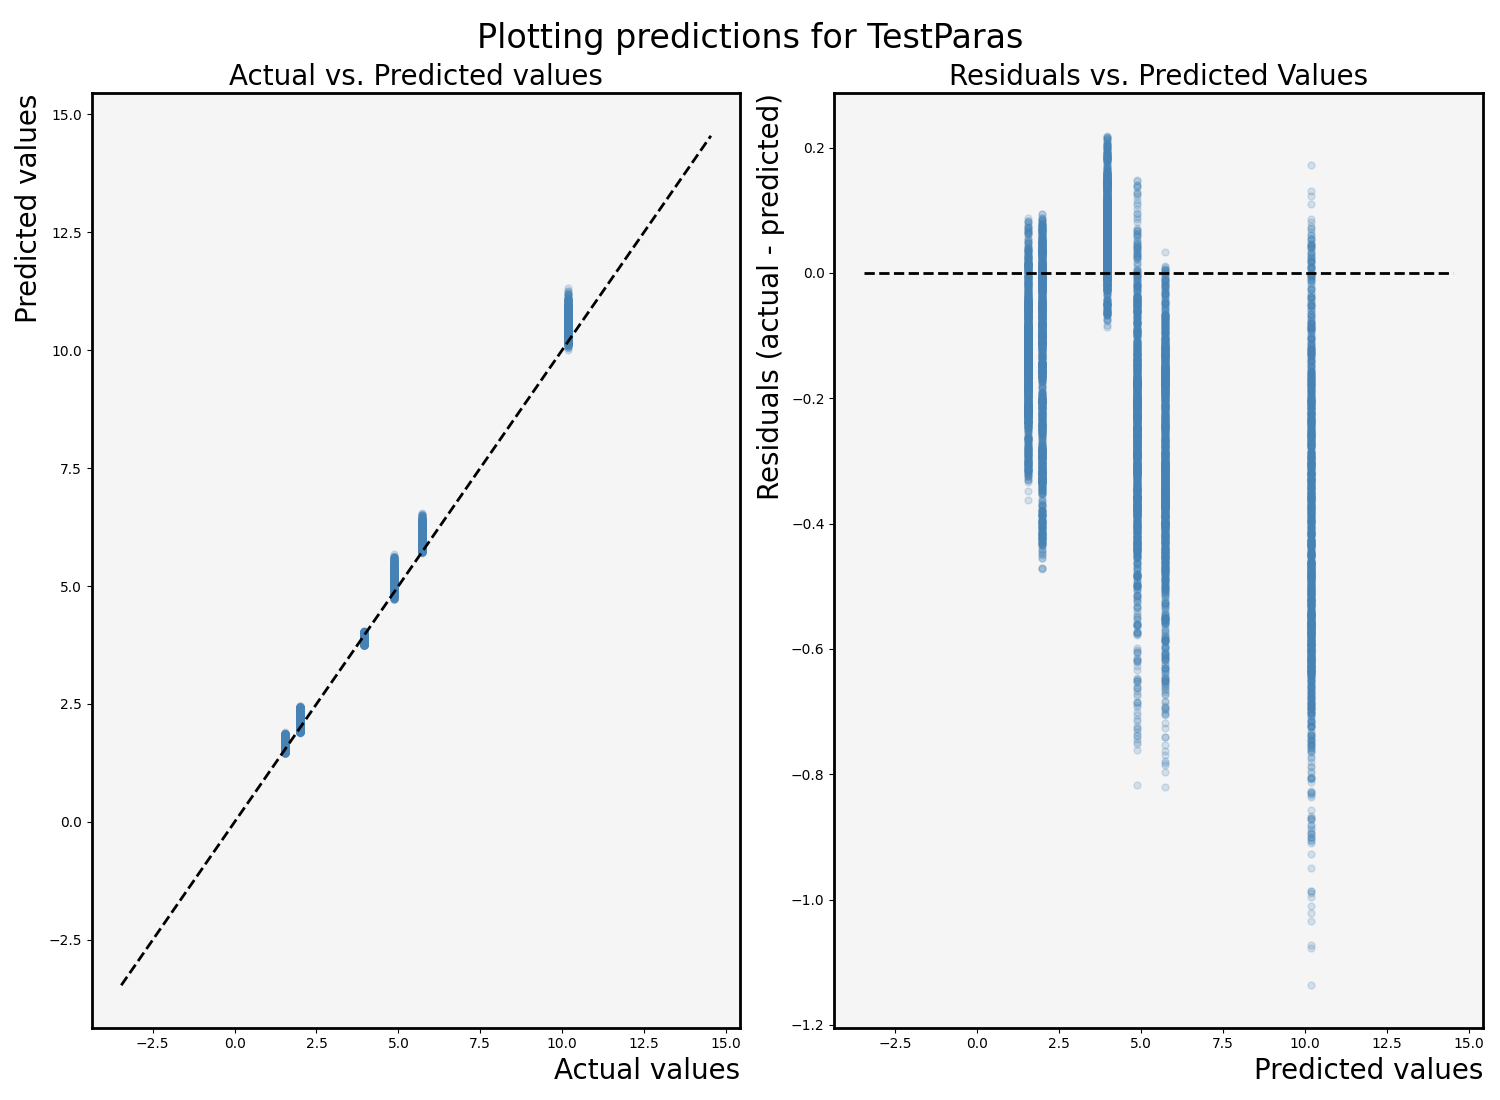 Plotting predictions for TestParas
Actual vs. Predicted values
Predicted values
15.0
12.5
10.0
7.5
5.0
2.5
0.0
−2.5
−2.5 0.0 2.5 5.0 7.5 10.0 12.5 15.0
Actual values
Residuals vs. Predicted Values
Residuals (actual - predicted)
0.2
0.0
−0.2
−0.4
−0.6
−0.8
−1.0
−1.2
−2.5 0.0 2.5 5.0 7.5 10.0 12.5 15.0
Predicted values